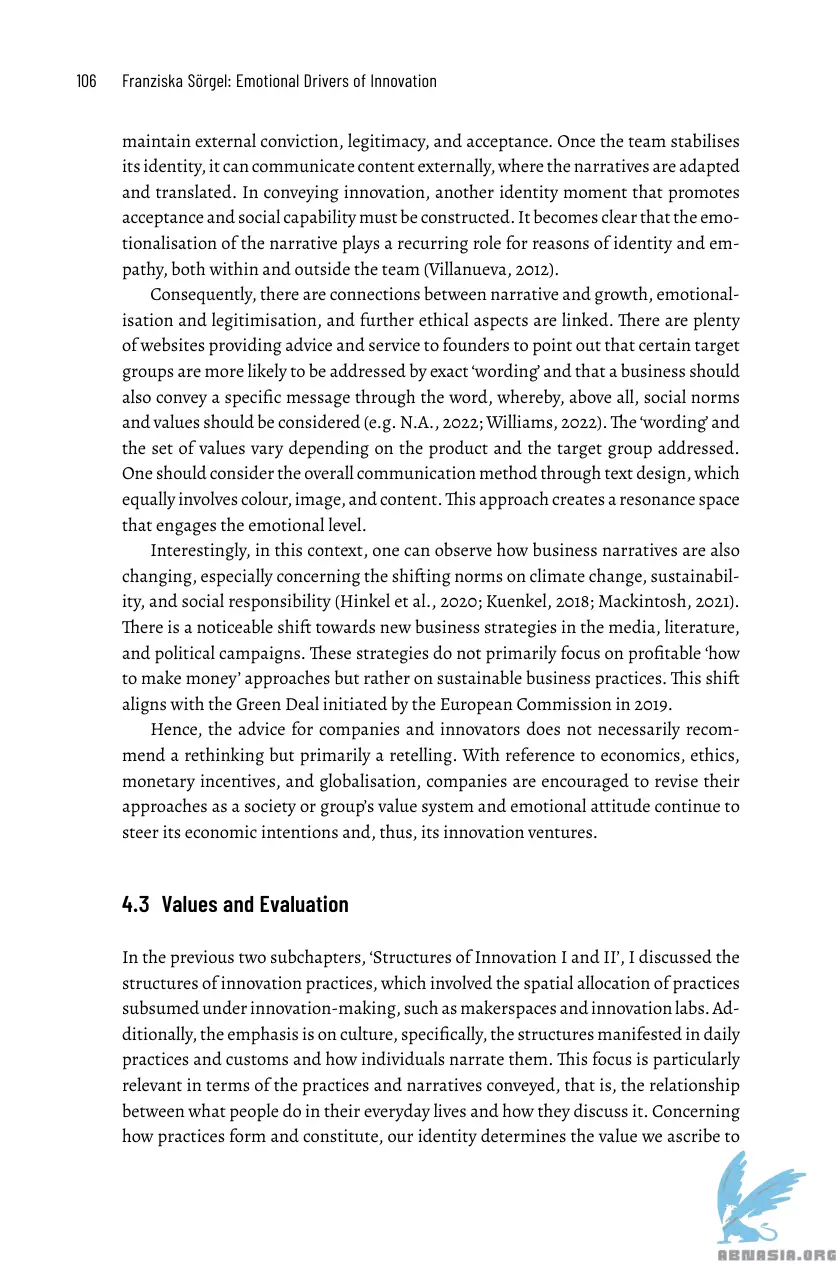 106 Franziska Sörgel: Emotional Drivers of Innovation
maintain external conviction, legitimacy, and acceptance. Once the team stabilises
its identity, it can communicate content externally, where the narratives are adapted
and translated. In conveying innovation, another identity moment that promotes
acceptance and social capability must be constructed. It becomes clear that the emo-
tionalisation of the narrative plays a recurring role for reasons of identity and em-
pathy, both within and outside the team (Villanueva, 2012).
Consequently, there are connections between narrative and growth, emotional-
isation and legitimisation, and further ethical aspects are linked. There are plenty
of websites providing advice and service to founders to point out that certain target
groups are more likely to be addressed by exact ‘wording’ and that a business should
also convey a specific message through the word, whereby, above all, social norms
and values should be considered (e.g. N.A., 2022; Williams, 2022). The ‘wording’ and
the set of values vary depending on the product and the target group addressed.
One should consider the overall communication method through text design, which
equally involves colour, image, and content. This approach creates a resonance space
that engages the emotional level.
Interestingly, in this context, one can observe how business narratives are also
changing, especially concerning the shifting norms on climate change, sustainabil-
ity, and social responsibility (Hinkel et al., 2020; Kuenkel, 2018; Mackintosh, 2021).
There is a noticeable shift towards new business strategies in the media, literature,
and political campaigns. These strategies do not primarily focus on profitable ‘how
to make money’ approaches but rather on sustainable business practices. This shift
aligns with the Green Deal initiated by the European Commission in 2019.
Hence, the advice for companies and innovators does not necessarily recom-
mend a rethinking but primarily a retelling. With reference to economics, ethics,
monetary incentives, and globalisation, companies are encouraged to revise their
approaches as a society or group’s value system and emotional attitude continue to
steer its economic intentions and, thus, its innovation ventures.
4.3 Values and Evaluation
In the previous two subchapters, ‘Structures of Innovation I and II’, I discussed the
structures of innovation practices, which involved the spatial allocation of practices
subsumed under innovation-making, such as makerspaces and innovation labs. Ad-
ditionally, the emphasis is on culture, specifically, the structures manifested in daily
practices and customs and how individuals narrate them. This focus is particularly
relevant in terms of the practices and narratives conveyed, that is, the relationship
between what people do in their everyday lives and how they discuss it. Concerning
how practices form and constitute, our identity determines the value we ascribe to
ABNASIA.ORG